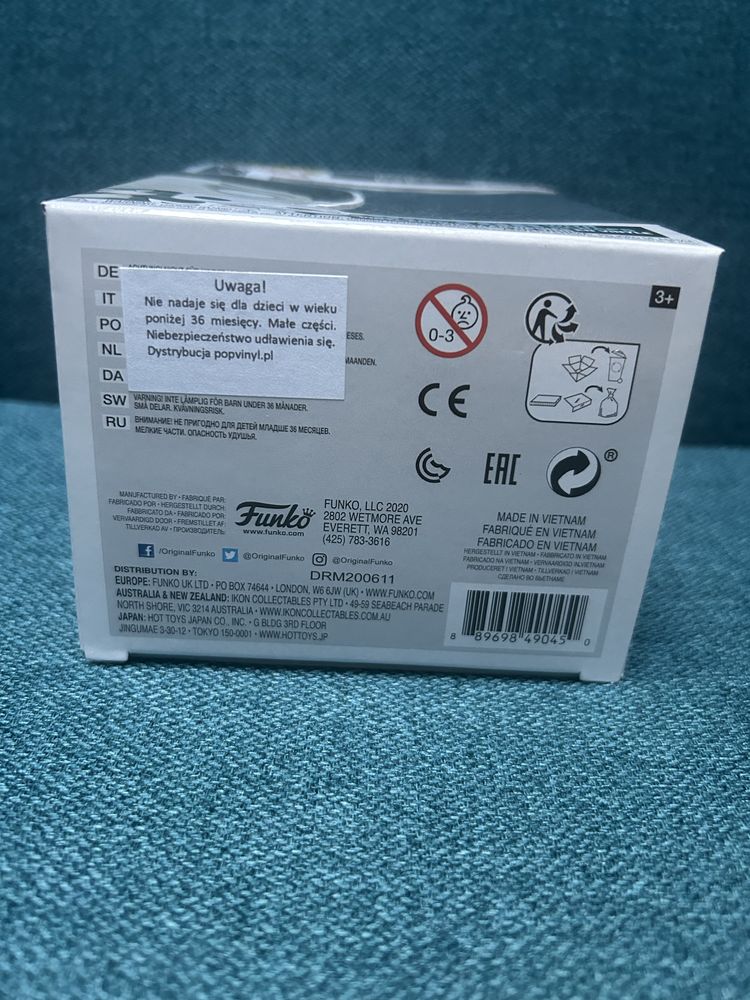 DE
IT
PO
NL
DA
SW
RU
Uwaga!
Nie nadaje się dla dzieci w wieku
poniżej 36 miesięcy. Małe części.
Niebezpieczeństwo udławienia się.
Dystrybucja popvinyl.pl
VARNING! INTE LÄMPLIG FÖR BARN UNDER 36 MÅNADER.
SMÅ DELAR. KVÄVNINGSRISK.
ВНИМАНИЕ! НЕ ПРИГОДНО ДЛЯ ДЕТЕЙ МЛАДШЕ 36 МЕСЯЦЕВ.
МЕЛКИЕ ЧАСТИ. ОПАСНОСТЬ УДУШЬЯ.
0-3
3+
CE
EAC
®
MANUFACTURED BY • FABRIQUÉ PAR:
FABRICADO POR • HERGESTELLT DURCH:
FABBRICATO DA • FABRICADO POR:
VERVAARDIGD DOOR • FREMSTILLET AF:
TILLVERKAD AV • ПРОИЗВОДИТЕЛЬ:
Funko
www.funko.com
FUNKO, LLC 2020
2802 WETMORE AVE
EVERETT, WA 98201
(425) 783-3616
MADE IN VIETNAM
FABRIQUÉ EN VIETNAM
FABRICADO EN VIETNAM
HERGESTELLT IN VIETNAM • FABBRICATO IN VIETNAM
FABRICADO NO VIETNAM • VERVAARDIGD IN VIETNAM
PRODUCERET I VIETNAM • TILLVERKAD I VIETNAM
СДЕЛАНО ВО ВЬЕТНАМЕ
/OriginalFunko @OriginalFunko @OriginalFunko
DRM200611
DISTRIBUTION BY:
EUROPE: FUNKO UK LTD • PO BOX 74644 • LONDON, W6 6JW (UK) • WWW.FUNKO.COM
AUSTRALIA & NEW ZEALAND: IKON COLLECTABLES PTY LTD • 49-59 SEABEACH PARADE
NORTH SHORE, VIC 3214 AUSTRALIA • WWW.IKONCOLLECTABLES.COM.AU
JAPAN: HOT TOYS JAPAN CO., INC. • G BLDG 3RD FLOOR
JINGUMAE 3-30-12 • TOKYO 150-0001 • WWW.HOTTOYS.JP
8 89698 49045 0